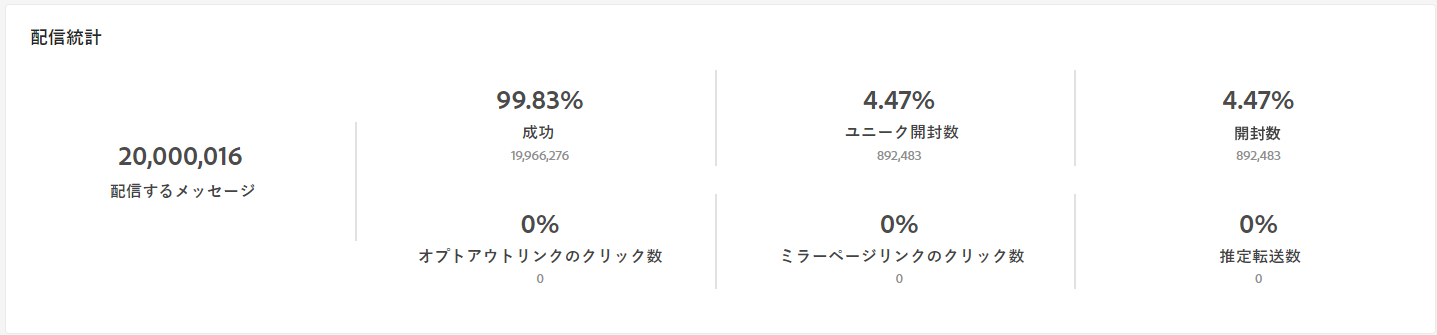 配信統計
20,000,016
配信するメッセージ
99.83%
成功
19,966,276
4.47%
ユニーク開封数
892,483
4.47%
開封数
892,483
0%
オプトアウトリンクのクリック数
0
0%
ミラーページリンクのクリック数
0
0%
推定転送数
0